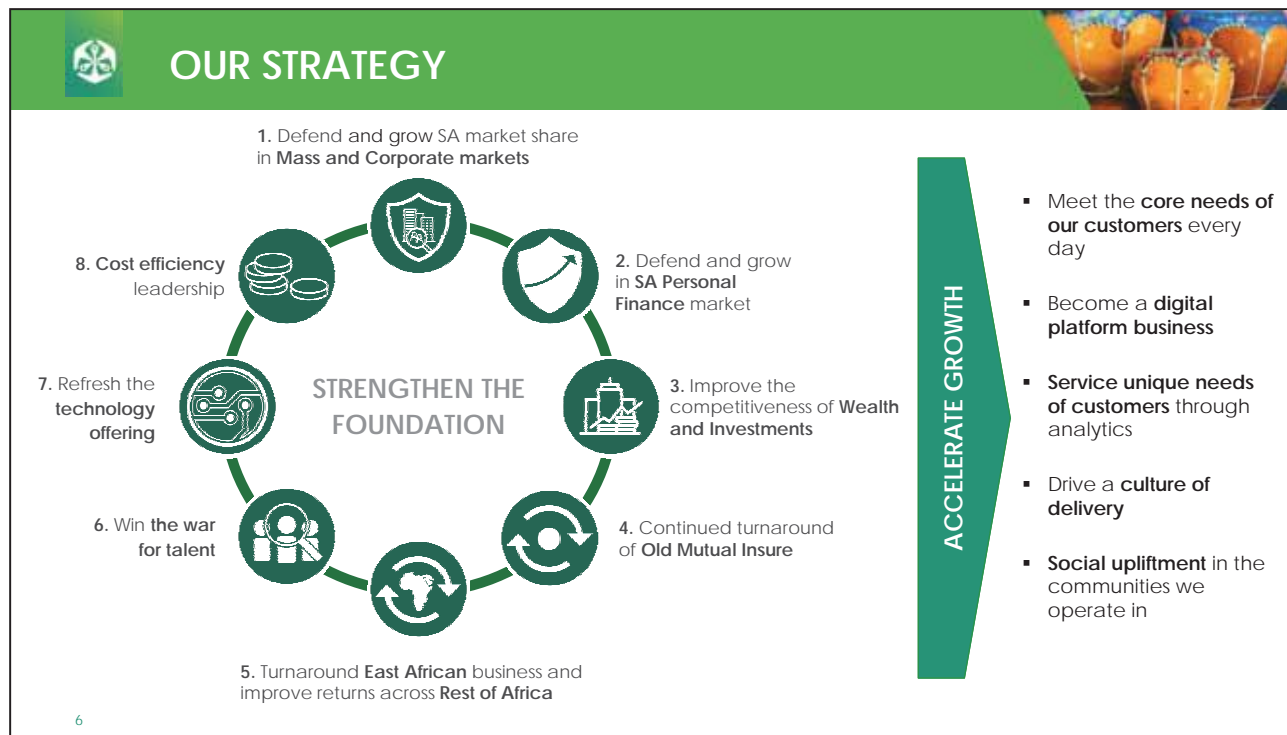 OUR STRATEGY
1. Defend and grow SA market share
in Mass and Corporate markets
2. Defend and grow
in SA Personal
Finance market
3. Improve the
competitiveness of Wealth
and Investments
4. Continued turnaround
of Old Mutual Insure
5. Turnaround East African business and
improve returns across Rest of Africa
6. Win the war
for talent
7. Refresh the
technology
offering
8. Cost efficiency
leadership
STRENGTHEN THE
FOUNDATION
ACCELERATE GROWTH
▪ Meet the core needs of
our customers every
day
▪ Become a digital
platform business
▪ Service unique needs
of customers through
analytics
▪ Drive a culture of
delivery
▪ Social upliftment in the
communities we
operate in
6